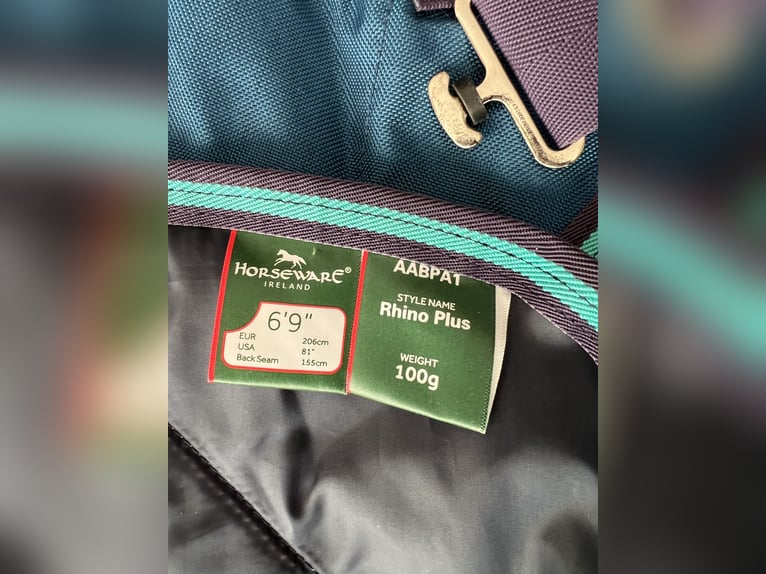 HORSEWARE®
IRELAND
6'9"
EUR 206cm
USA 81"
Back Seam 155cm
AABPA1
STYLE NAME
Rhino Plus
WEIGHT
100g